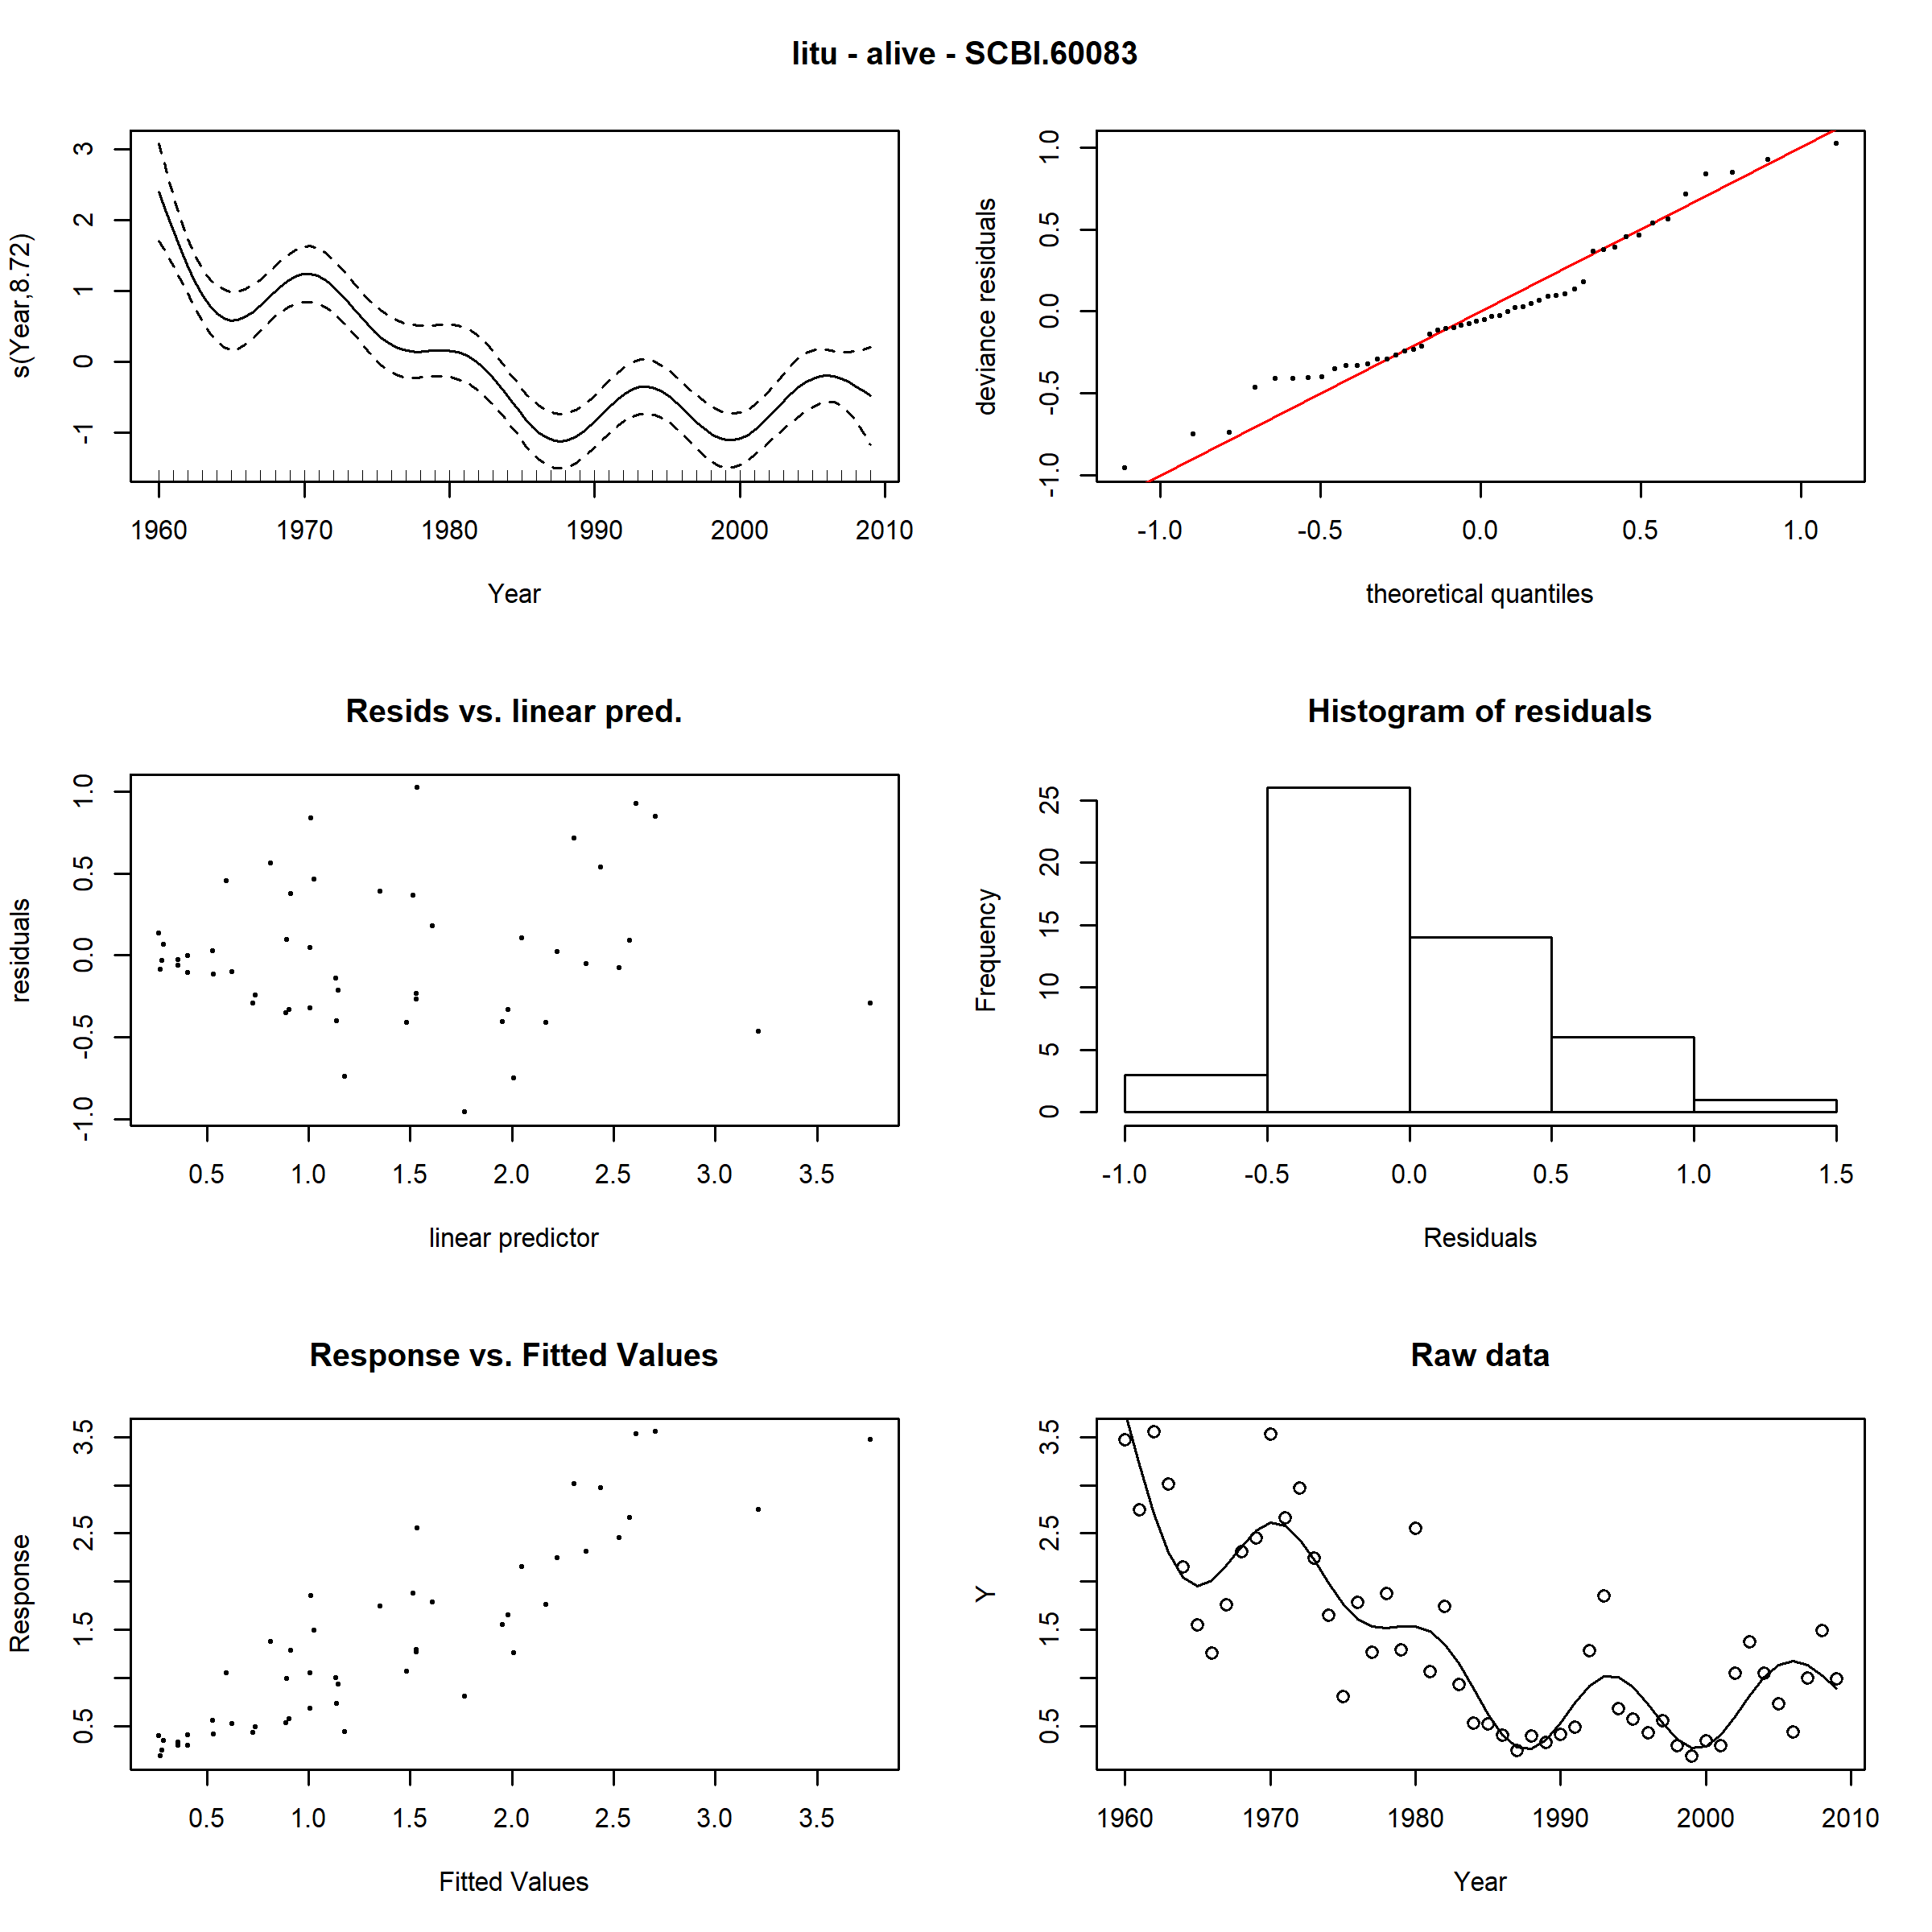 litu - alive - SCBI.60083
s(Year,8.72)
3
2
1
0
-1
1960 1970 1980 1990 2000 2010
Year
deviance residuals
1.0
0.5
0.0
-0.5
-1.0
-1.0 -0.5 0.0 0.5 1.0
theoretical quantiles
Resids vs. linear pred.
residuals
1.0
0.5
0.0
-0.5
-1.0
0.5 1.0 1.5 2.0 2.5 3.0 3.5
linear predictor
Histogram of residuals
Frequency
25
20
15
10
5
0
-1.0 -0.5 0.0 0.5 1.0 1.5
Residuals
Response vs. Fitted Values
Response
3.5
2.5
1.5
0.5
0.5 1.0 1.5 2.0 2.5 3.0 3.5
Fitted Values
Raw data
Y
3.5
2.5
1.5
0.5
1960 1970 1980 1990 2000 2010
Year